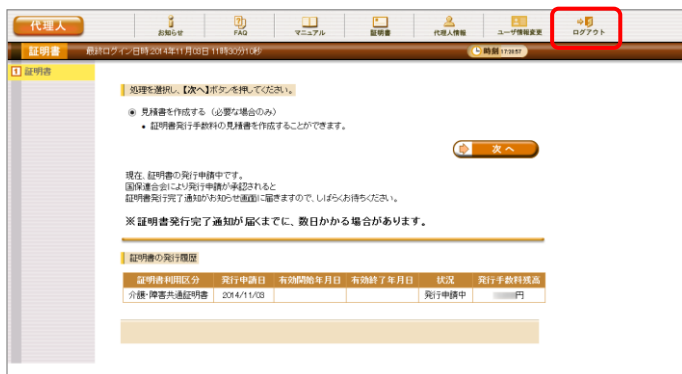 代理人
お知らせ
FAQ
マニュアル
証明書
代理人情報
ユーザ情報変更
ログアウト
証明書 最終ログイン日時:2014年11月03日 11時30分10秒 時刻 17:26:57
1 証明書
処理を選択し、【次へ】ボタンを押してください。
見積書を作成する （必要な場合のみ）
• 証明書発行手数料の見積書を作成することができます。
次 へ
現在、証明書の発行申請中です。
国保連合会により発行申請が承認されると
証明書発行完了通知がお知らせ画面に届きますので、しばらくお待ちください。
※証明書発行完了通知が届くまでに、数日かかる場合があります。
証明書の発行履歴
証明書利用区分 発行申請日 有効開始年月日 有効終了年月日 状況 発行手数料残高
介護・障害共通証明書 2014/11/03 発行申請中 円